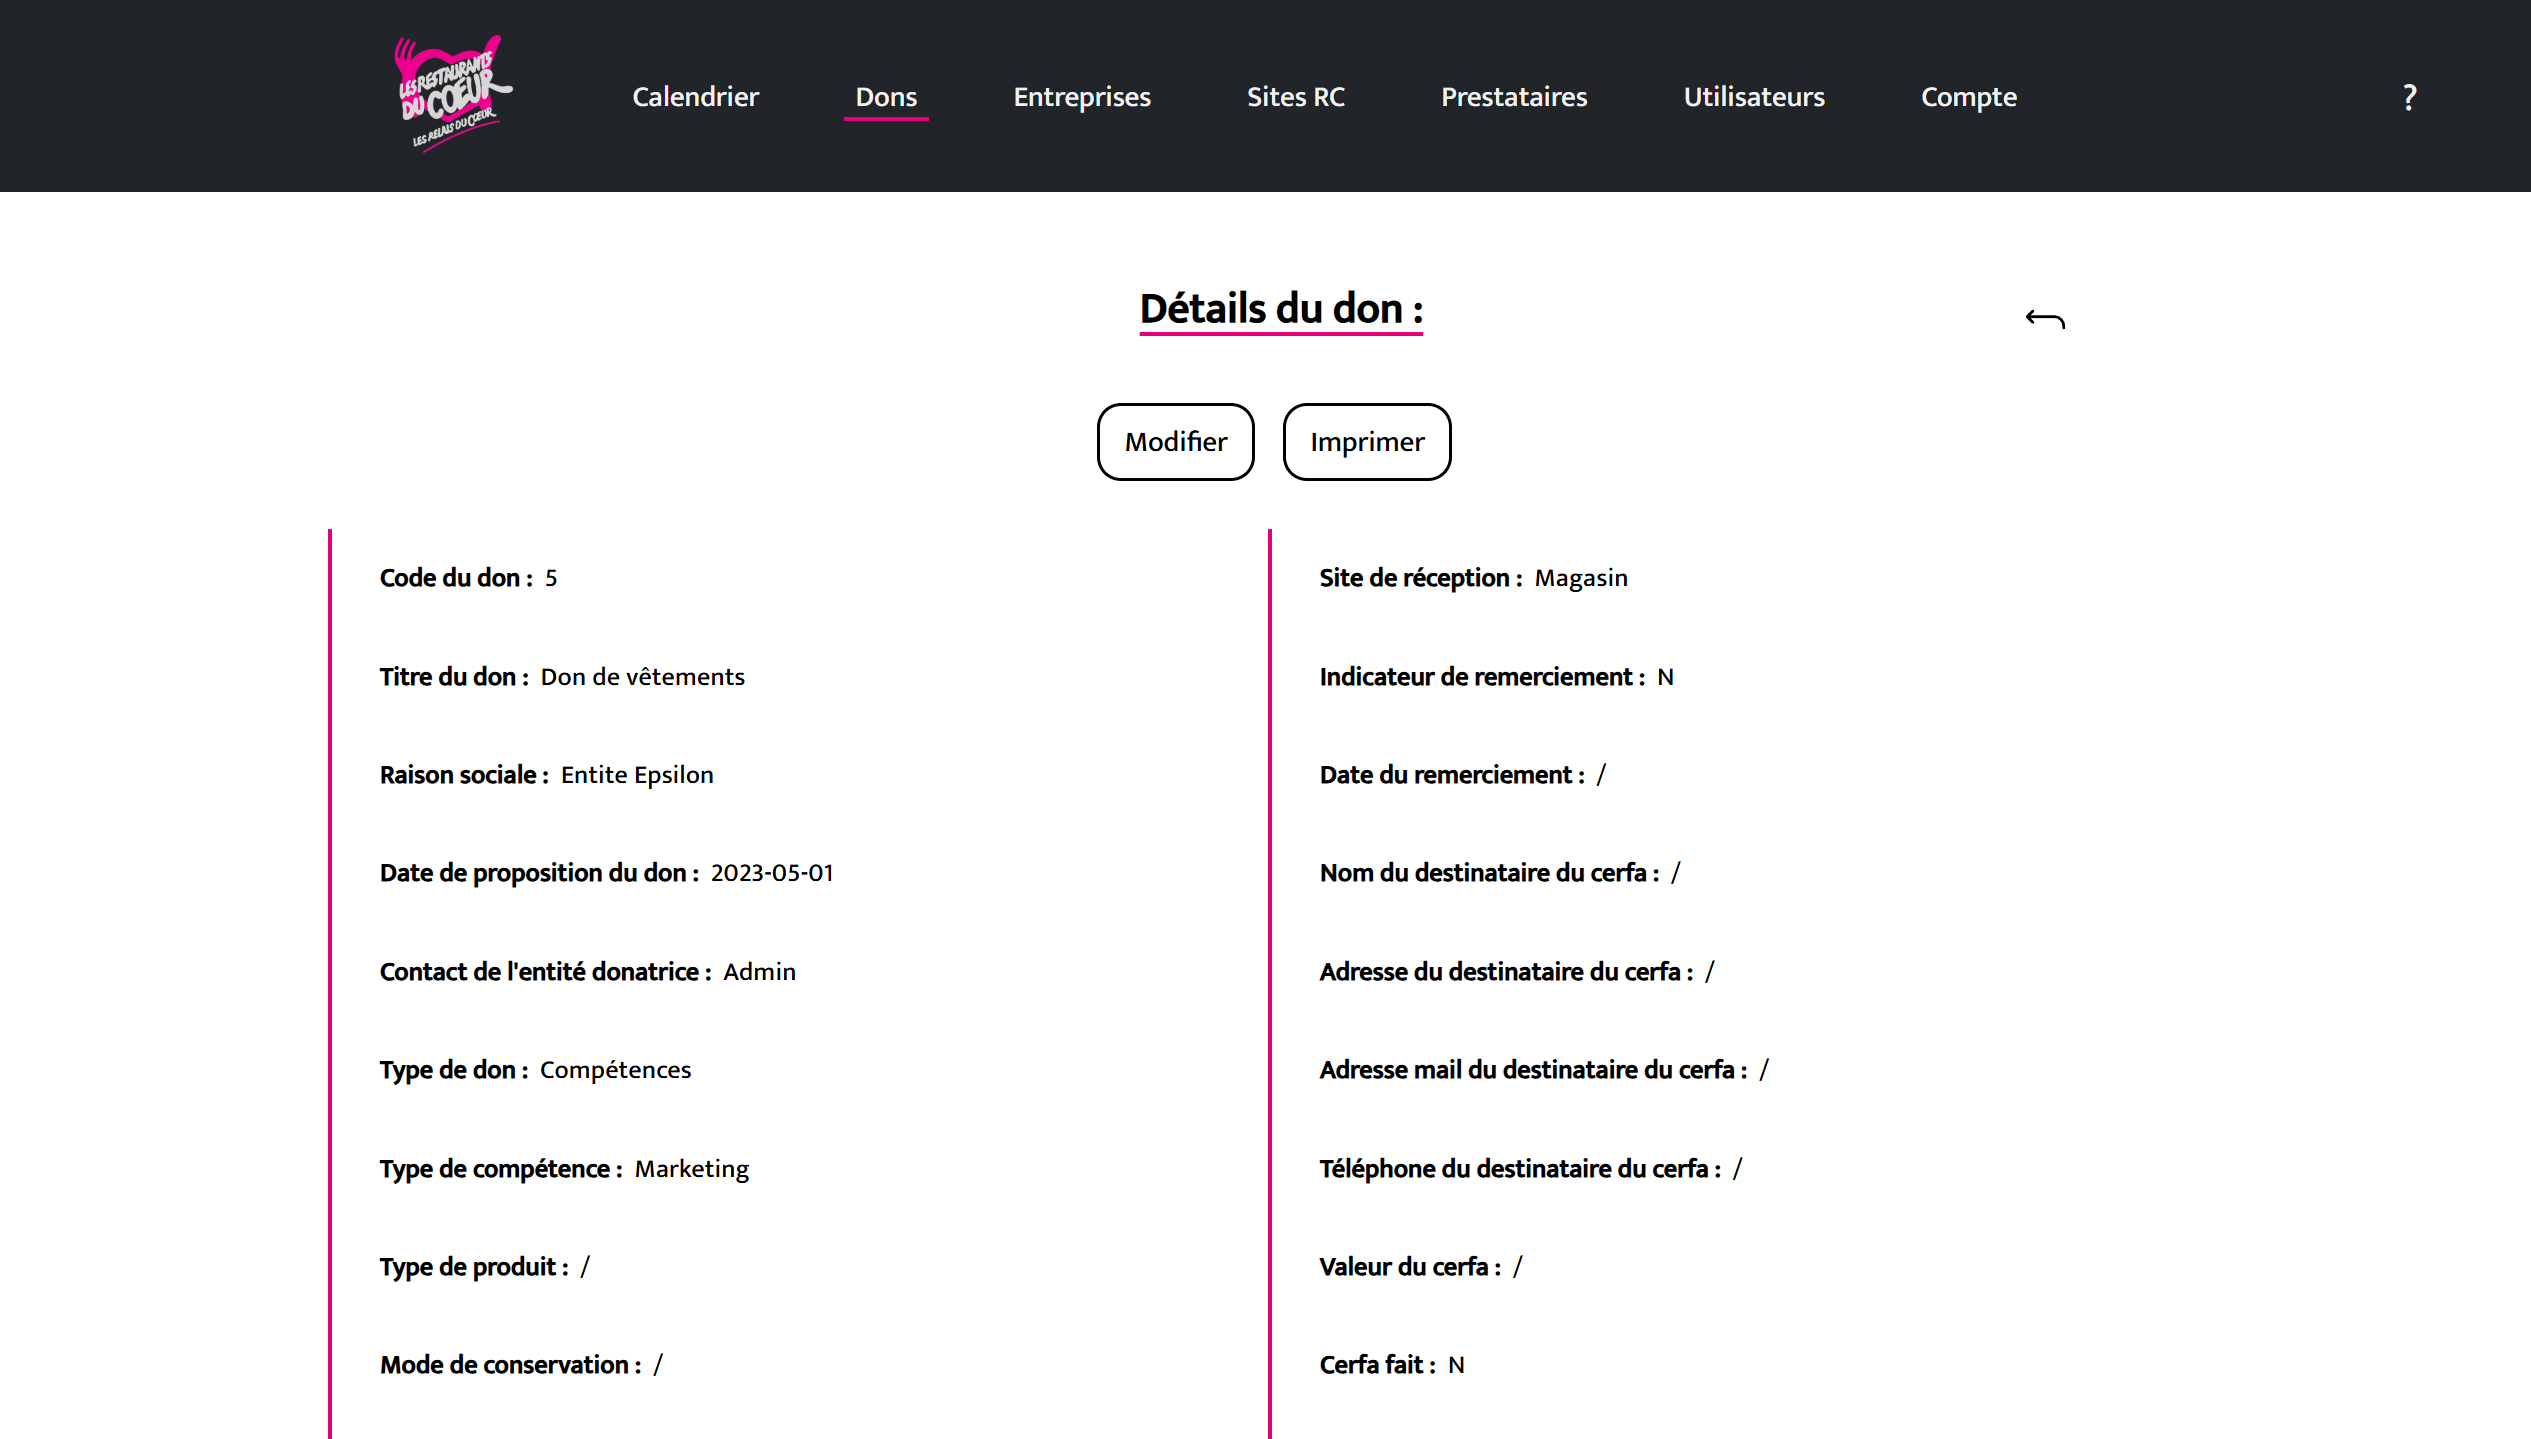 LES RESTAURANTS
DU CŒUR
LES RELAIS DU CŒUR
Calendrier
Dons
Entreprises
Sites RC
Prestataires
Utilisateurs
Compte
?
Détails du don :
Modifier
Imprimer
Code du don : 5
Titre du don : Don de vêtements
Raison sociale : Entite Epsilon
Date de proposition du don : 2023-05-01
Contact de l'entité donatrice : Admin
Type de don : Compétences
Type de compétence : Marketing
Type de produit : /
Mode de conservation : /
Site de réception : Magasin
Indicateur de remerciement : N
Date du remerciement : /
Nom du destinataire du cerfa : /
Adresse du destinataire du cerfa : /
Adresse mail du destinataire du cerfa : /
Téléphone du destinataire du cerfa : /
Valeur du cerfa : /
Cerfa fait : N